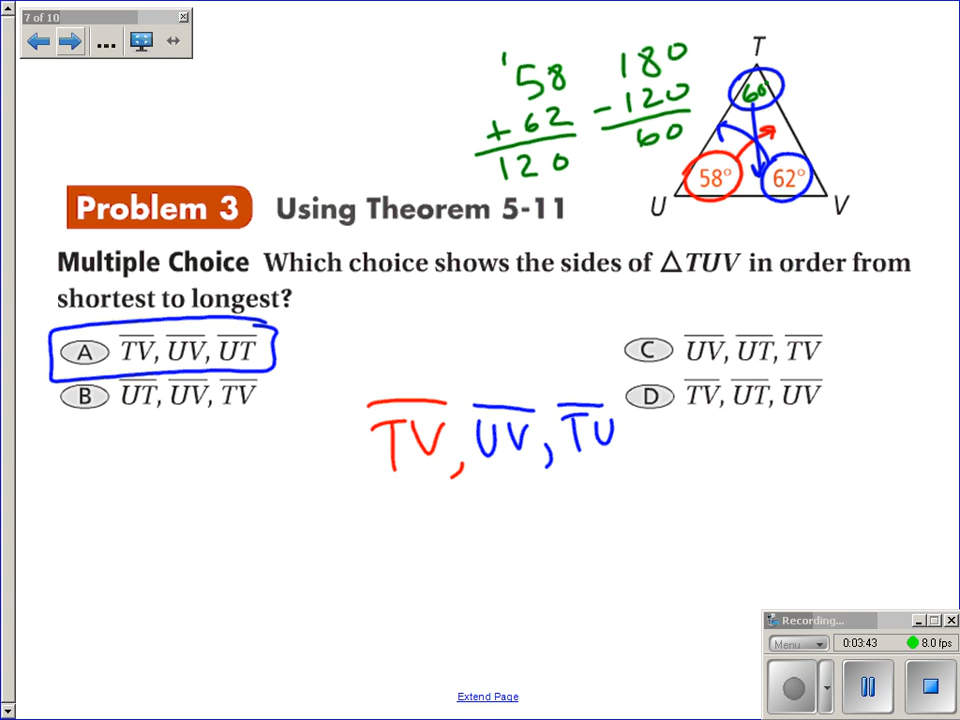 7 of 10
T
58
+ 62
120
180
- 120
60
60°
58°
62°
U
V
Problem 3 Using Theorem 5-11
Multiple Choice Which choice shows the sides of △TUV in order from
shortest to longest?
A TV, UV, UT
B UT, UV, TV
C UV, UT, TV
D TV, UT, UV
TV, UV, TU
Recording...
Menu
0:03:43
8.0 fps
Extend Page